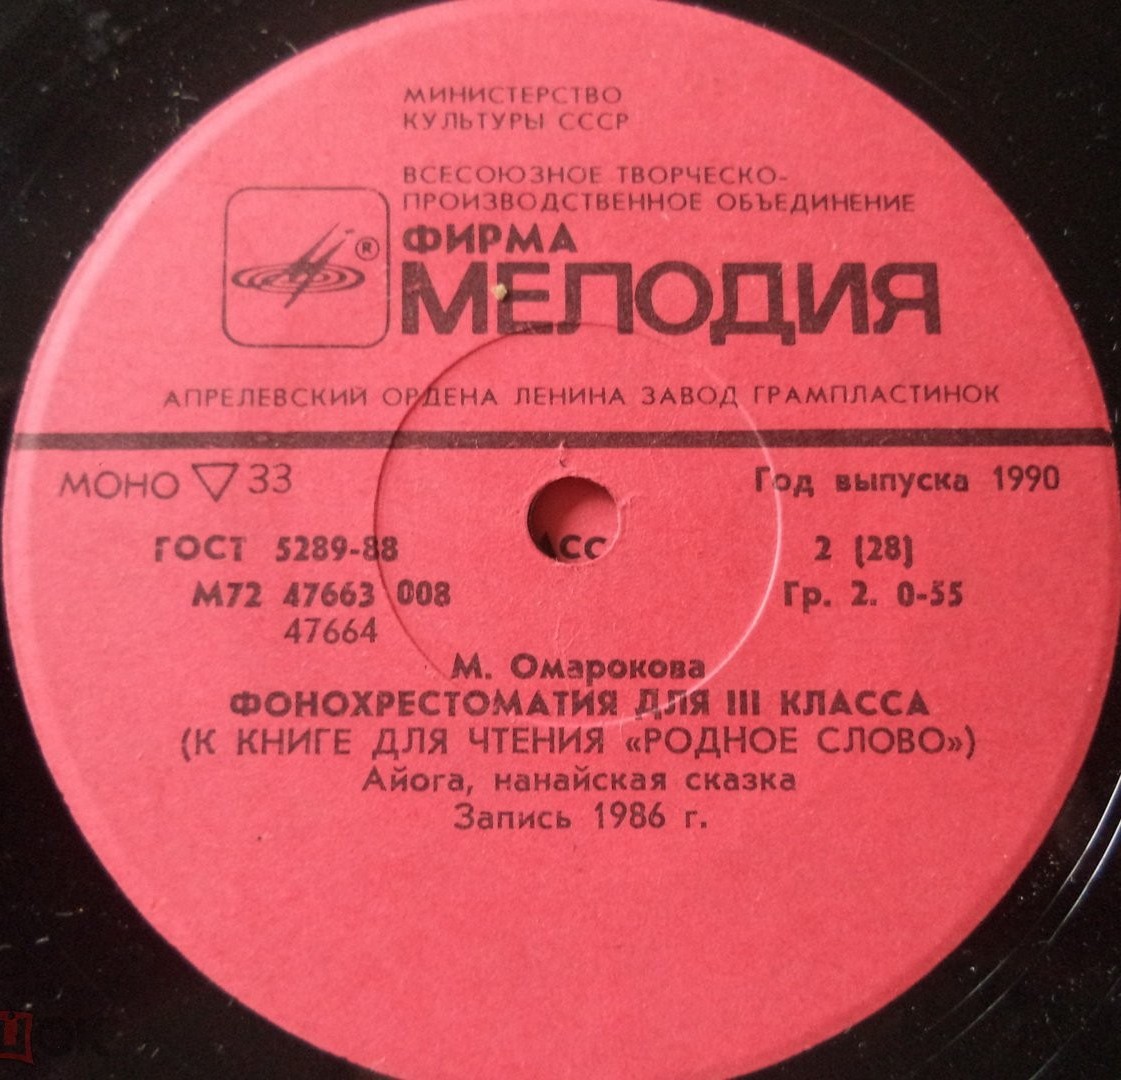 МИНИСТЕРСТВО
КУЛЬТУРЫ СССР
ВСЕСОЮЗНОЕ ТВОРЧЕСКО-
ПРОИЗВОДСТВЕННОЕ ОБЪЕДИНЕНИЕ
®
ФИРМА
МЕЛОДИЯ
АПРЕЛЕВСКИЙ ОРДЕНА ЛЕНИНА ЗАВОД ГРАМПЛАСТИНОК
МОНО ▽ 33 Год выпуска 1990
ГОСТ 5289-88 АСС 2 (28)
М72 47663 008 Гр. 2. 0-55
47664
М. Омарокова
ФОНОХРЕСТОМАТИЯ ДЛЯ III КЛАССА
(К КНИГЕ ДЛЯ ЧТЕНИЯ «РОДНОЕ СЛОВО»)
Айога, нанайская сказка
Запись 1986 г.